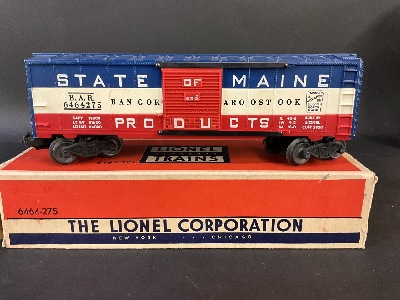 STATE OF MAINE
B.A.R.
6464275
BANGOR and AROOSTOOK
PRODUCTS
LIONEL
TRAINS
6464-275
THE LIONEL CORPORATION
NEW YORK CHICAGO